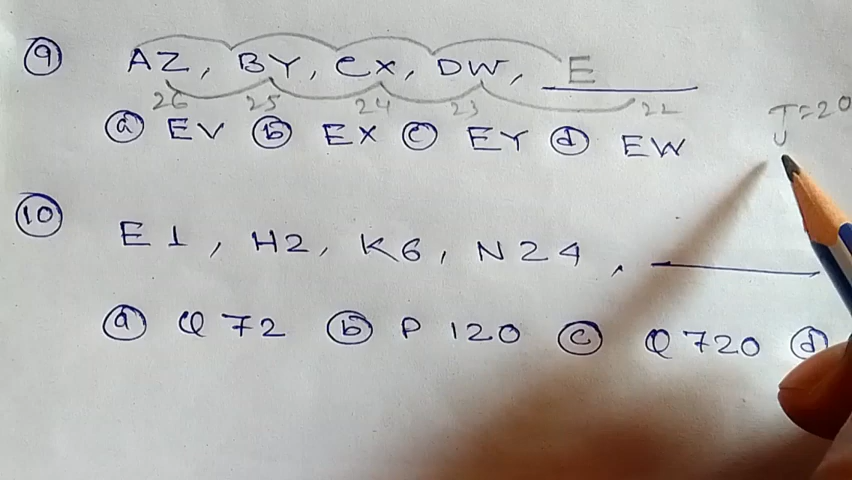 9 AZ, BY, CX, DW, E
26 25 24 23 22
T=20
U
a EV b EX c EY d EW
10 E1, H2, K6, N24,
a Q72 b P120 c Q720 d